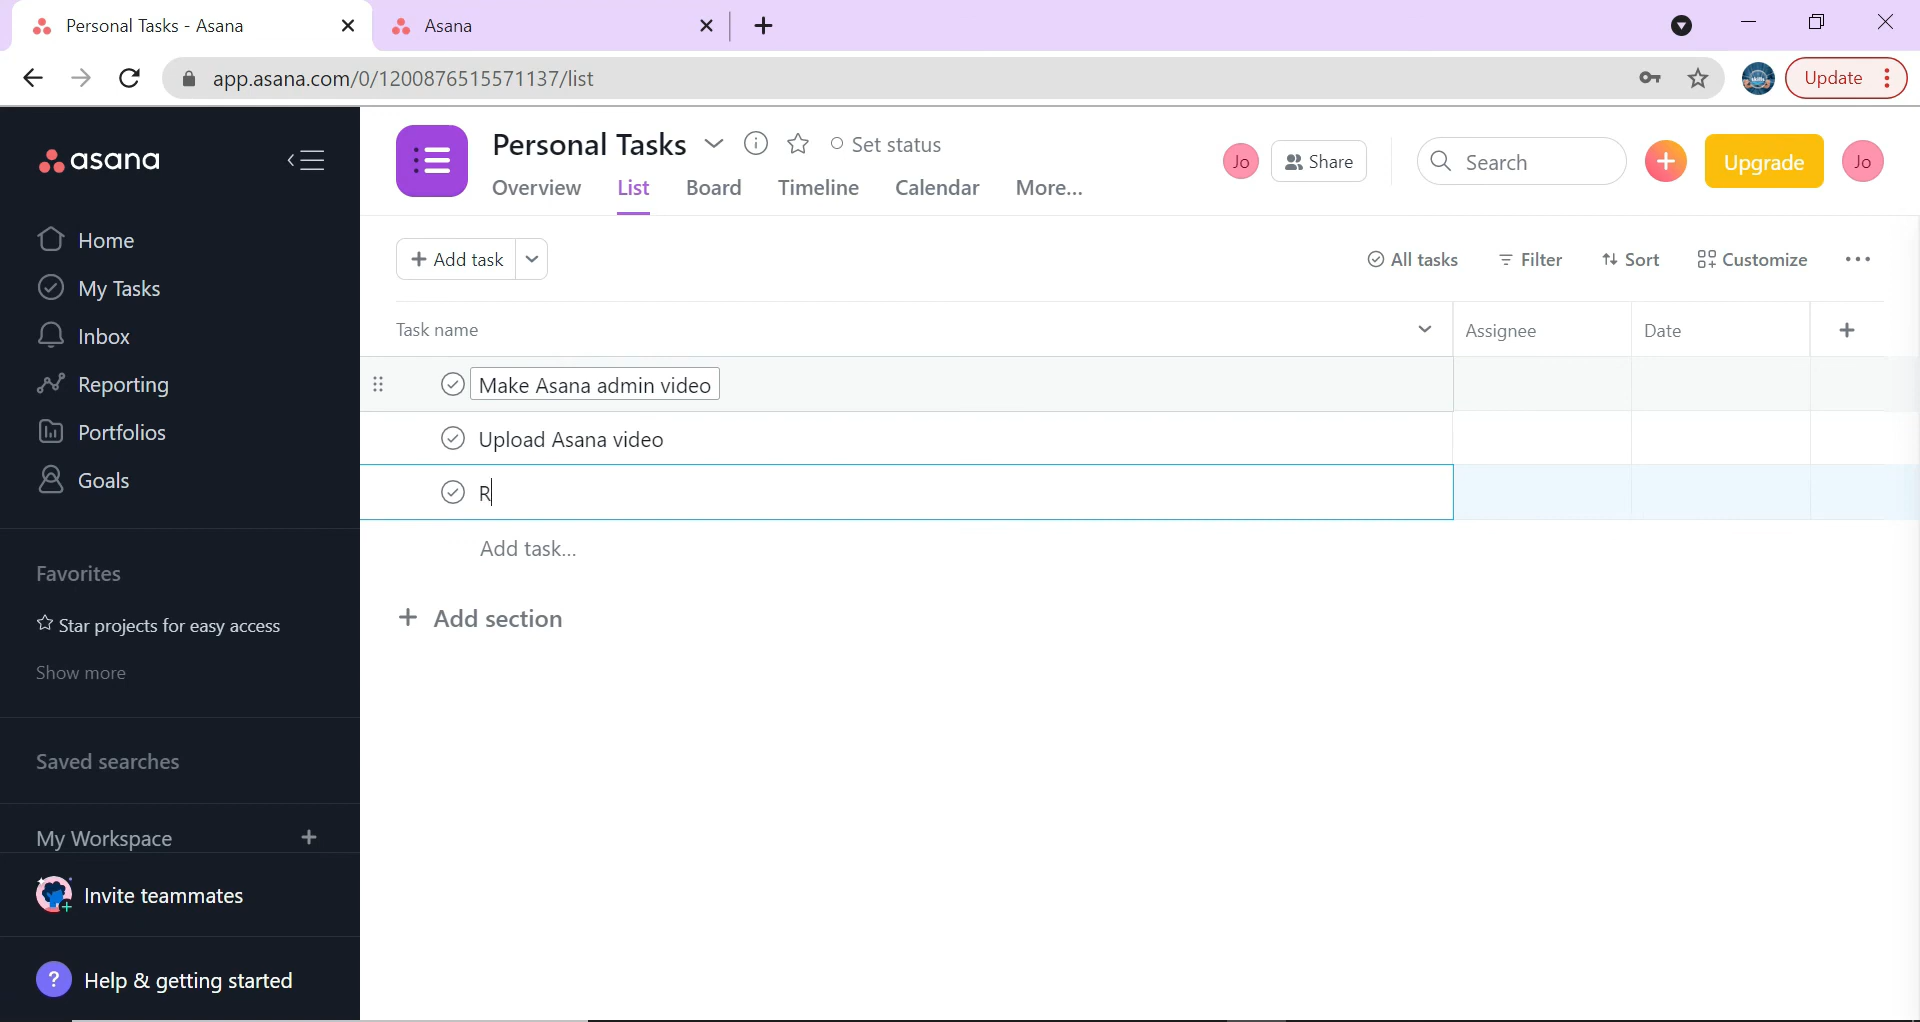 Personal Tasks - Asana
Asana
app.asana.com/0/1200876515571137/list
Update
asana
Home
My Tasks
Inbox
Reporting
Portfolios
Goals
Favorites
Star projects for easy access
Show more
Saved searches
My Workspace
Invite teammates
? Help & getting started
Personal Tasks
Set status
Overview List Board Timeline Calendar More...
Jo
Share
Search
Upgrade
Jo
+ Add task
All tasks
Filter
Sort
Customize
Task name
Assignee
Date
Make Asana admin video
Upload Asana video
R
Add task...
+ Add section